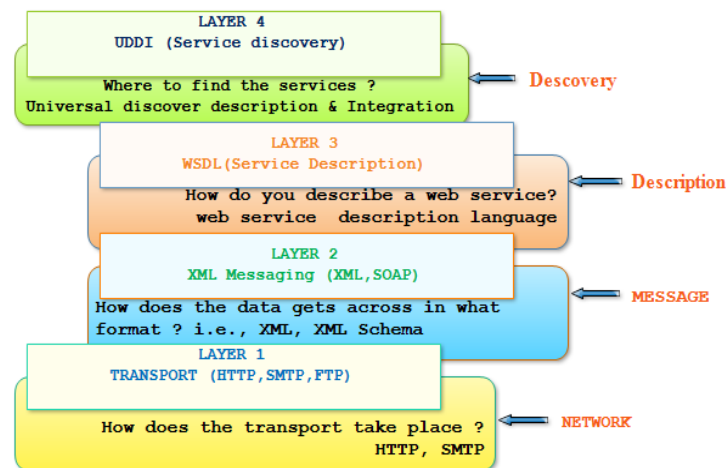 LAYER 4
UDDI (Service discovery)
Where to find the services ?
Universal discover description & Integration
Descovery
LAYER 3
WSDL(Service Description)
How do you describe a web service?
web service description language
Description
LAYER 2
XML Messaging (XML,SOAP)
How does the data gets across in what
format ? i.e., XML, XML Schema
MESSAGE
LAYER 1
TRANSPORT (HTTP,SMTP,FTP)
How does the transport take place ?
HTTP, SMTP
NETWORK